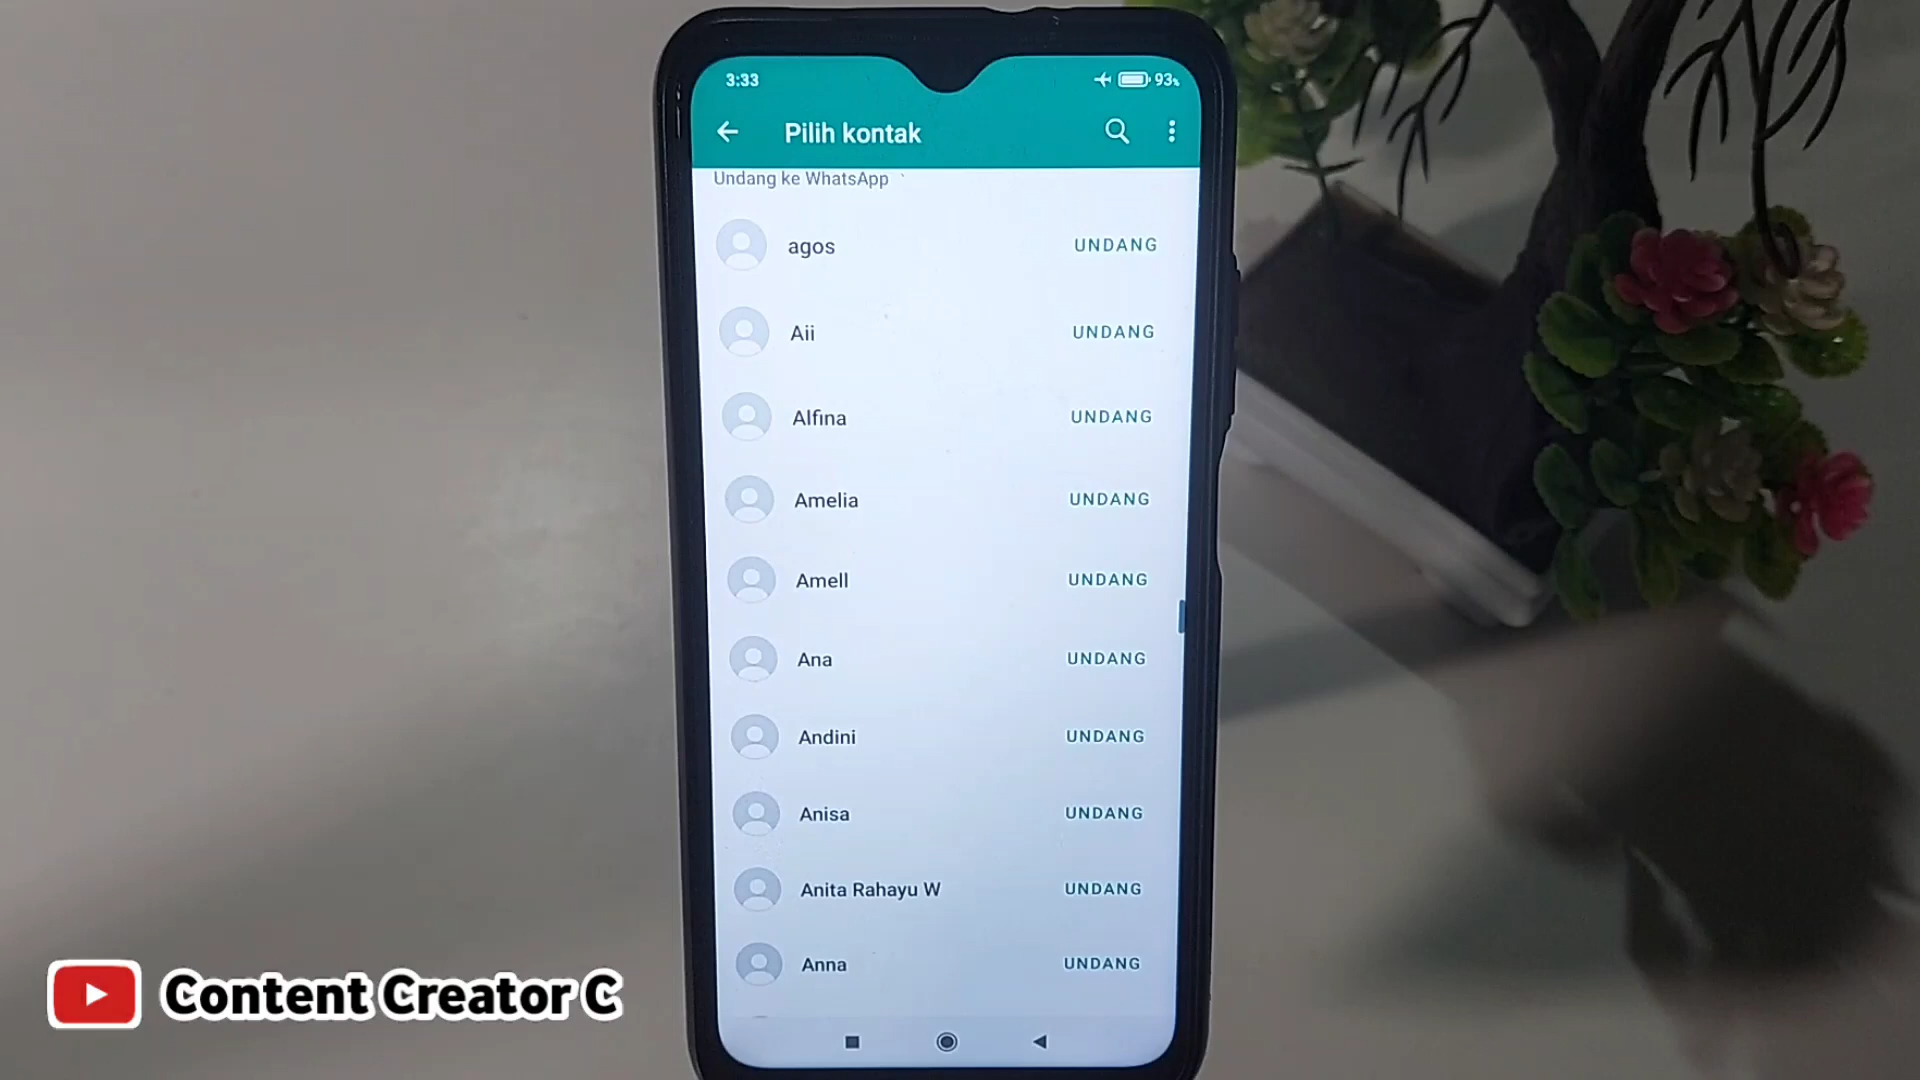 3:33
93%
Pilih kontak
Undang ke WhatsApp
agos UNDANG
Aii UNDANG
Alfina UNDANG
Amelia UNDANG
Amell UNDANG
Ana UNDANG
Andini UNDANG
Anisa UNDANG
Anita Rahayu W UNDANG
Anna UNDANG
Content Creator C